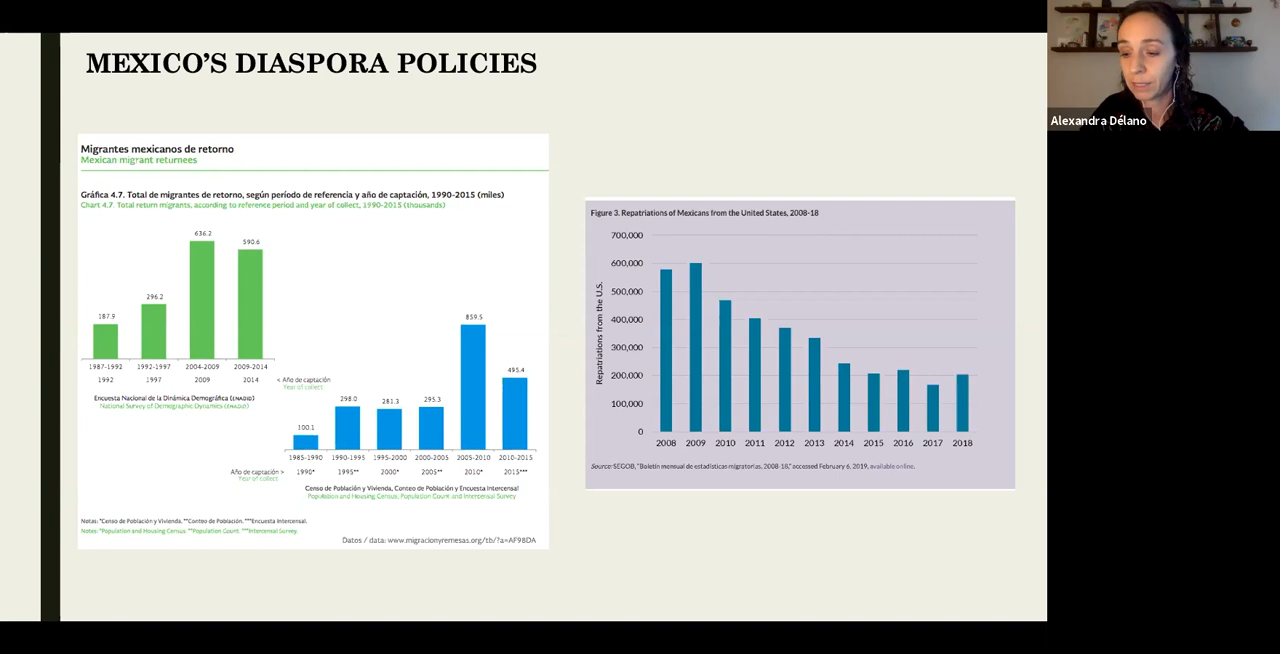 MEXICO'S DIASPORA POLICIES
Alexandra Délano
Migrantes mexicanos de retorno
Mexican migrant returnees
Gráfica 4.7. Total de migrantes de retorno, según período de referencia y año de captación, 1990-2015 (miles)
Chart 4.7. Total return migrants, according to reference period and year of collect, 1990-2015 (thousands)
187.9
296.2
636.2
590.6
1987-1992
1992-1997
2004-2009
2009-2014
1992
1997
2009
2014
< Año de captación
Year of collect
Encuesta Nacional de la Dinámica Demográfica (ENADID)
National Survey of Demographic Dynamics (ENADID)
100.1
298.0
281.3
295.3
859.5
495.4
1985-1990
1990-1995
1995-2000
2000-2005
2005-2010
2010-2015
Año de captación >
Year of collect
1990*
1995**
2000*
2005**
2010*
2015***
Censo de Población y Vivienda, Conteo de Población y Encuesta Intercensal
Population and Housing Census, Population Count and Intercensal Survey
Notas: *Censo de Población y Vivienda. **Conteo de Población. ***Encuesta Intercensal.
Notes: *Population and Housing Census. **Population Count. ***Intercensal Survey.
Datos / data: www.migracionyremesas.org/tb/?a=AF98DA
Figure 3. Repatriations of Mexicans from the United States, 2008-18
Repatriations from the U.S.
700,000
600,000
500,000
400,000
300,000
200,000
100,000
0
2008
2009
2010
2011
2012
2013
2014
2015
2016
2017
2018
Source: SEGOB, "Boletín mensual de estadísticas migratorias, 2008-18," accessed February 6, 2019, available online.